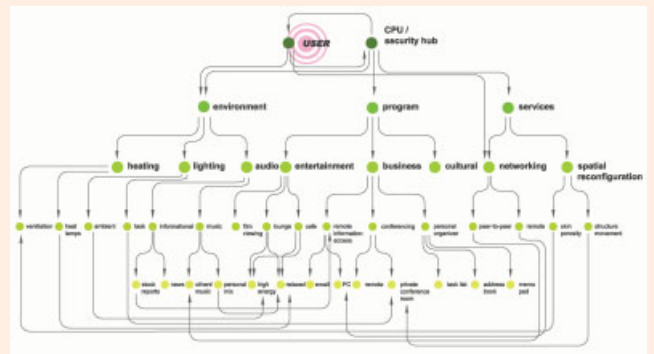 USER
CPU /
security hub
environment
program
services
heating
lighting
audio
entertainment
business
cultural
networking
spatial
reconfiguration
ventilation
heat
lamps
ambient
task
informational
music
film
viewing
lounge
cafe
remote
information
access
conferencing
personal
organizer
peer-to-peer
remote
skin
porosity
structure
movement
stock
reports
news
others'
music
personal
mix
high
energy
relaxed
email
PC
remote
private
conference
room
task list
address
book
memo
pad